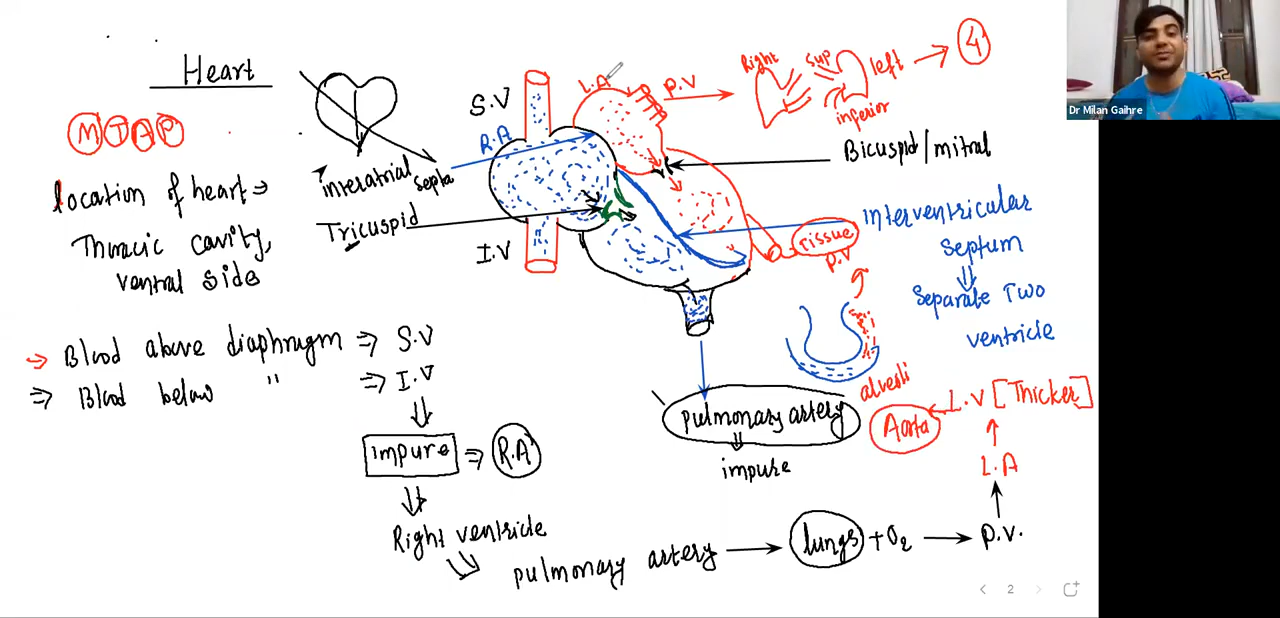 Heart
MTAP
location of heart ⇒
Thoracic cavity,
ventral side
→ Blood above diaphragm ⇒ S.V
⇒ Blood below " ⇒ I.V
impure ⇒ R.A
Right ventricle
pulmonary artery → lungs + O2 → P.V.
L.A
L.V [Thicker]
Aorta
interatrial septa
Tricuspid
S.V
R.A
I.V
L.A
P.V
Right
Sup
left → 4
inferior
Bicuspid/mitral
Interventricular
Septum
Separate Two
ventricle
Tissue
P.V
alveoli
pulmonary artery
impure
Dr Milan Gaihre
2